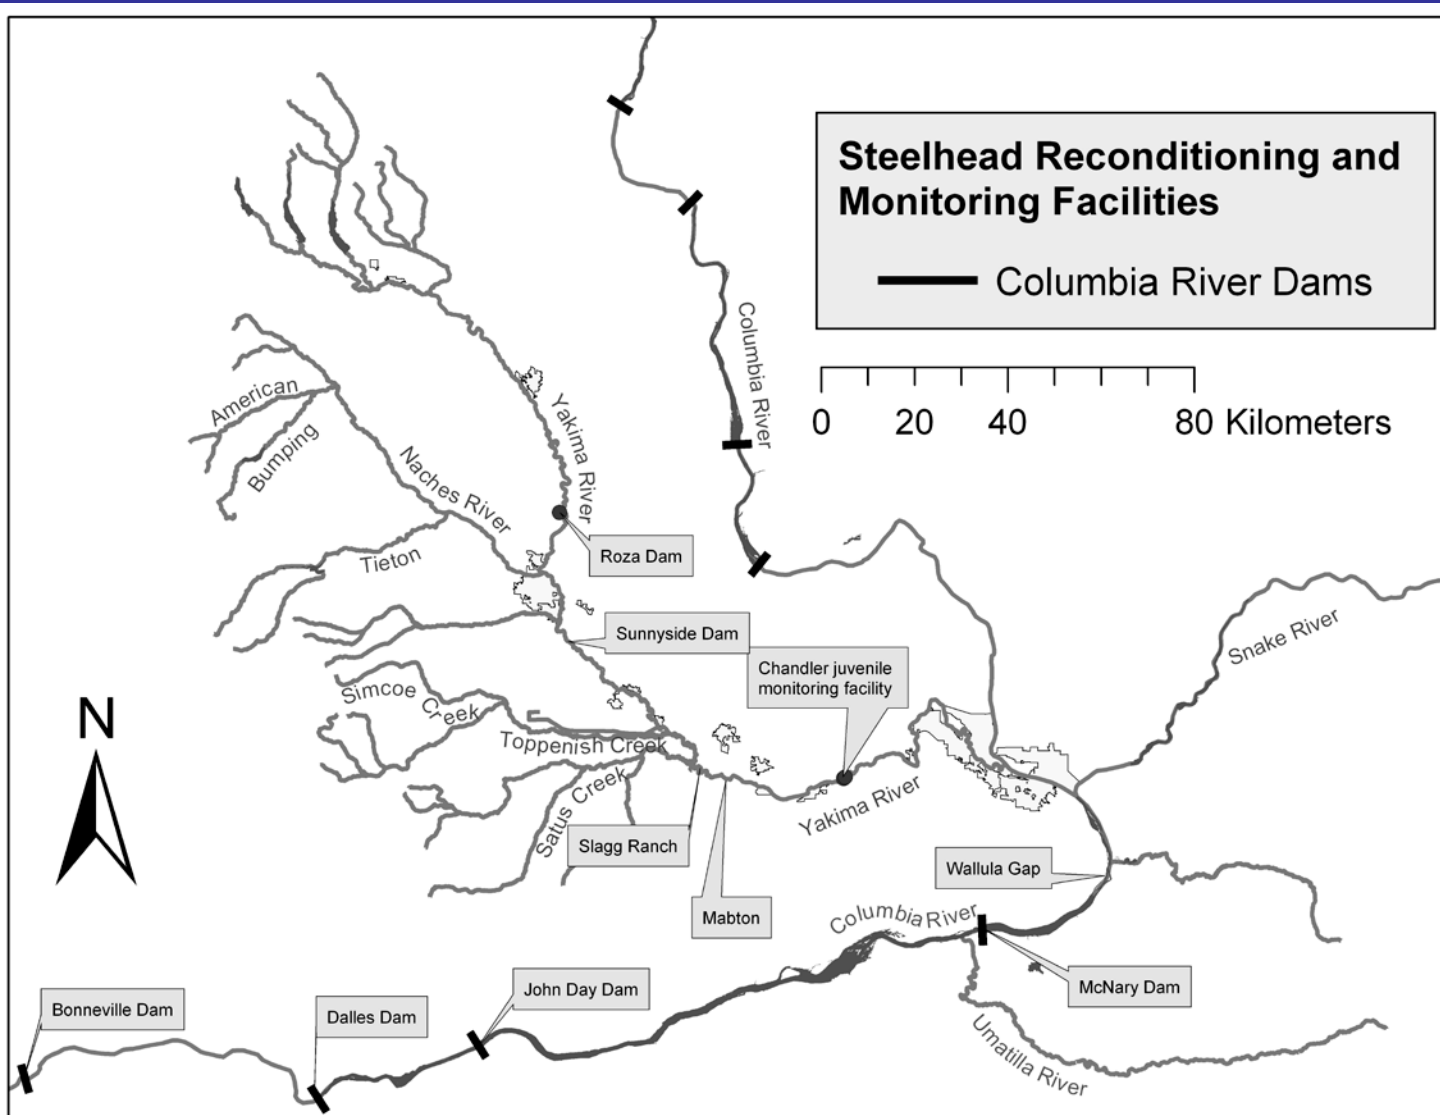 Steelhead Reconditioning and
Monitoring Facilities
Columbia River Dams
0 20 40 80 Kilometers
Columbia River
American
Bumping
Naches River
Yakima River
Roza Dam
Tieton
Sunnyside Dam
Snake River
Chandler juvenile
monitoring facility
Simcoe Creek
N
Toppenish Creek
Satus Creek
Yakima River
Slagg Ranch
Wallula Gap
Mabton
Columbia River
McNary Dam
John Day Dam
Bonneville Dam
Dalles Dam
Umatilla River